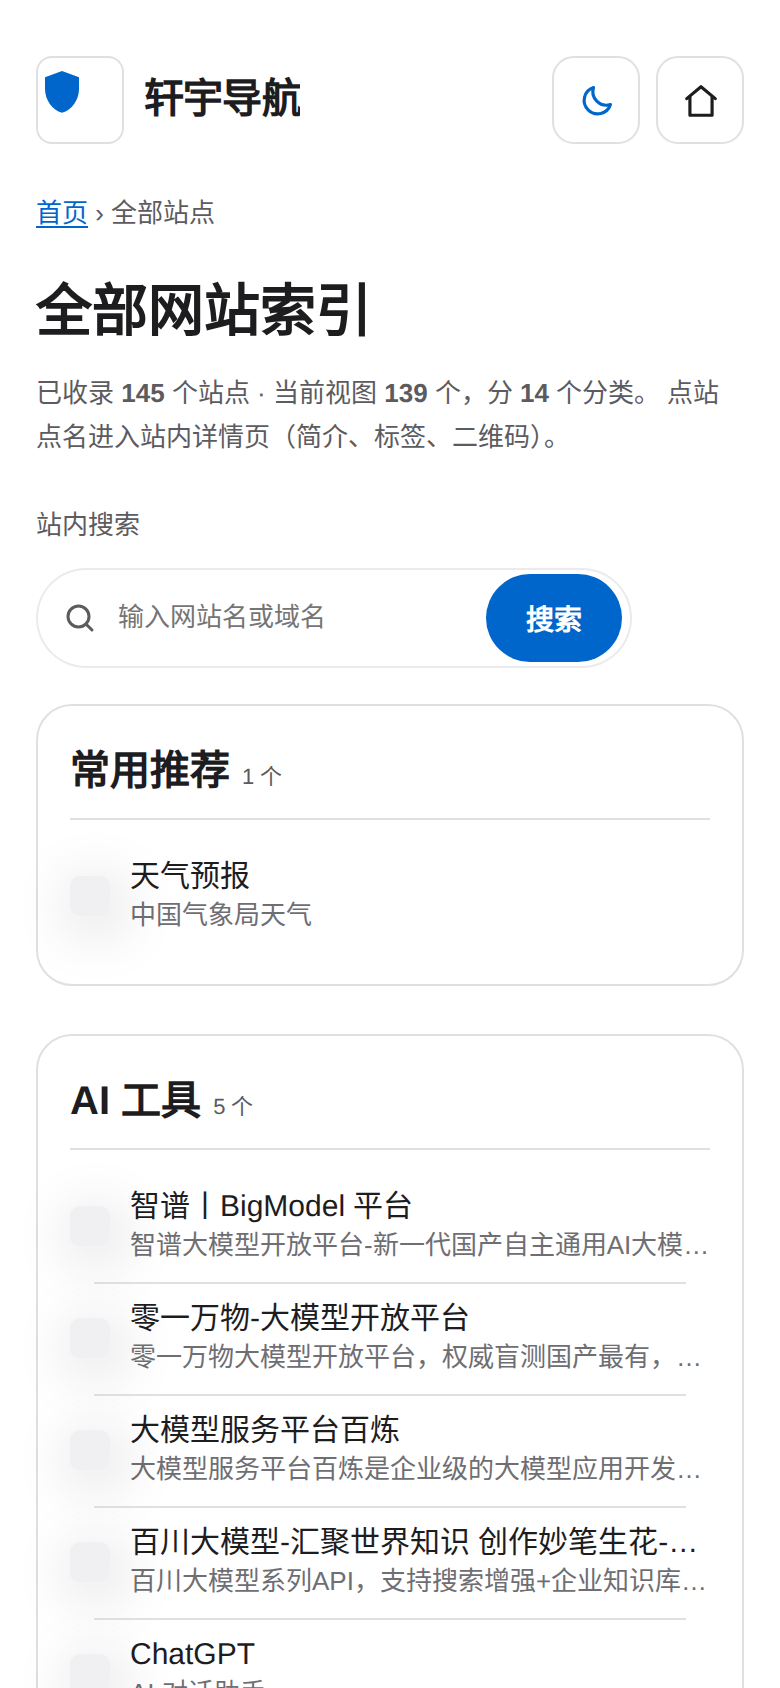 轩宇导航
首页 › 全部站点
全部网站索引
已收录 145 个站点 · 当前视图 139 个，分 14 个分类。 点站
点名进入站内详情页（简介、标签、二维码）。
站内搜索
输入网站名或域名
搜索
常用推荐 1 个
天气预报
中国气象局天气
AI 工具 5 个
智谱丨BigModel 平台
智谱大模型开放平台-新一代国产自主通用AI大模…
零一万物-大模型开放平台
零一万物大模型开放平台，权威盲测国产最有，…
大模型服务平台百炼
大模型服务平台百炼是企业级的大模型应用开发…
百川大模型-汇聚世界知识 创作妙笔生花-…
百川大模型系列API，支持搜索增强+企业知识库…
ChatGPT
AI 对话助手